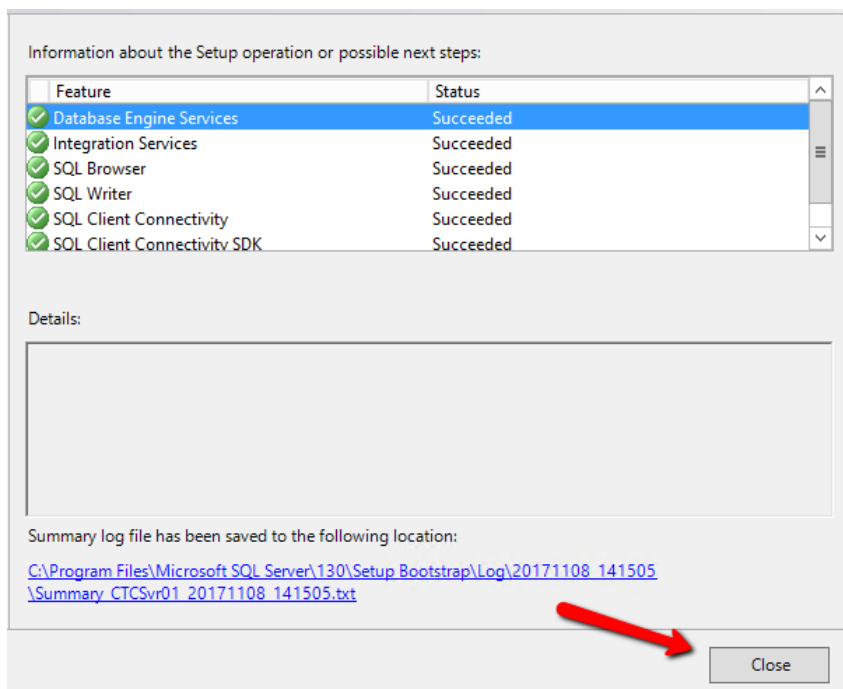 Information about the Setup operation or possible next steps:
Feature Status
Database Engine Services Succeeded
Integration Services Succeeded
SQL Browser Succeeded
SQL Writer Succeeded
SQL Client Connectivity Succeeded
SQL Client Connectivity SDK Succeeded
Details:
Summary log file has been saved to the following location:
C:\Program Files\Microsoft SQL Server\130\Setup Bootstrap\Log\20171108_141505
\Summary_CTCSvr01_20171108_141505.txt
Close